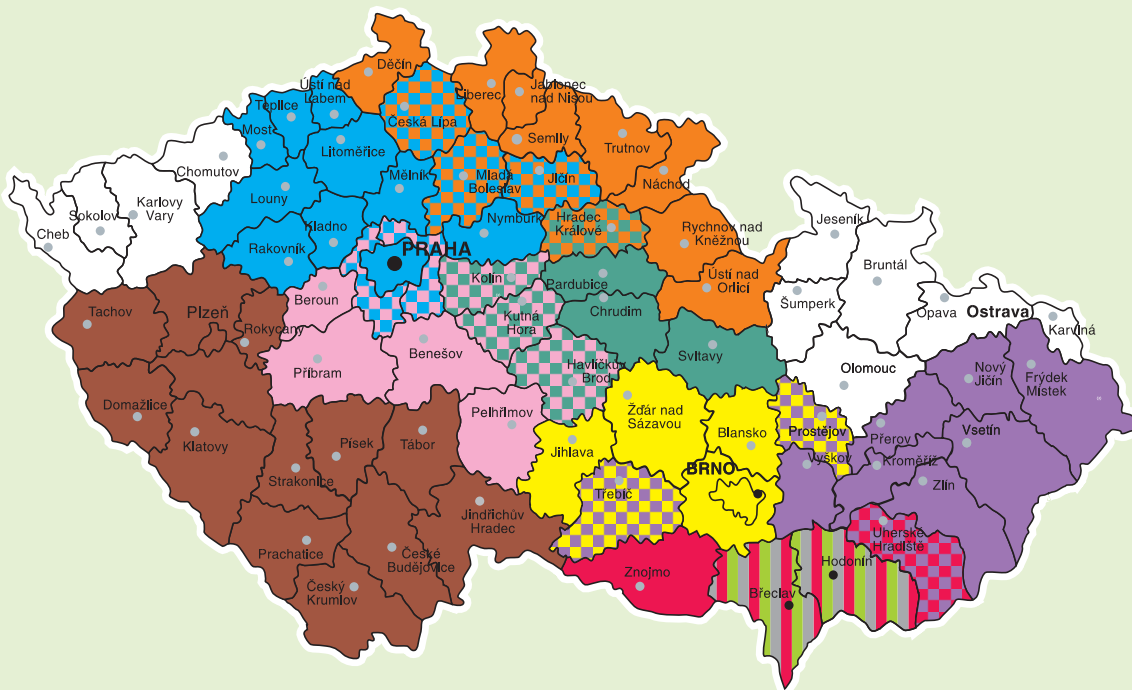 Děčín
Ústí nad
Labem
Teplice
Most
Chomutov
Litoměřice
Česká Lípa
Liberec
Jablonec
nad Nisou
Semily
Trutnov
Náchod
Jičín
Mladá
Boleslav
Mělník
Louny
Kladno
Rakovník
Nymburk
Hradec
Králové
Rychnov nad
Kněžnou
Ústí nad
Orlicí
Karlovy
Vary
Sokolov
Cheb
PRAHA
Beroun
Kolín
Pardubice
Chrudim
Kutná
Hora
Svitavy
Havlíčkův
Brod
Benešov
Příbram
Tachov
Plzeň
Rokycany
Domažlice
Klatovy
Písek
Tábor
Pelhřimov
Strakonice
Jindřichův
Hradec
Prachatice
České
Budějovice
Český
Krumlov
Jihlava
Žďár nad
Sázavou
Blansko
BRNO
Třebíč
Znojmo
Břeclav
Hodonín
Uherské
Hradiště
Vyškov
Prostějov
Přerov
Kroměříž
Zlín
Vsetín
Nový
Jičín
Frýdek
Místek
Jeseník
Bruntál
Šumperk
Opava
Ostrava
Karviná
Olomouc